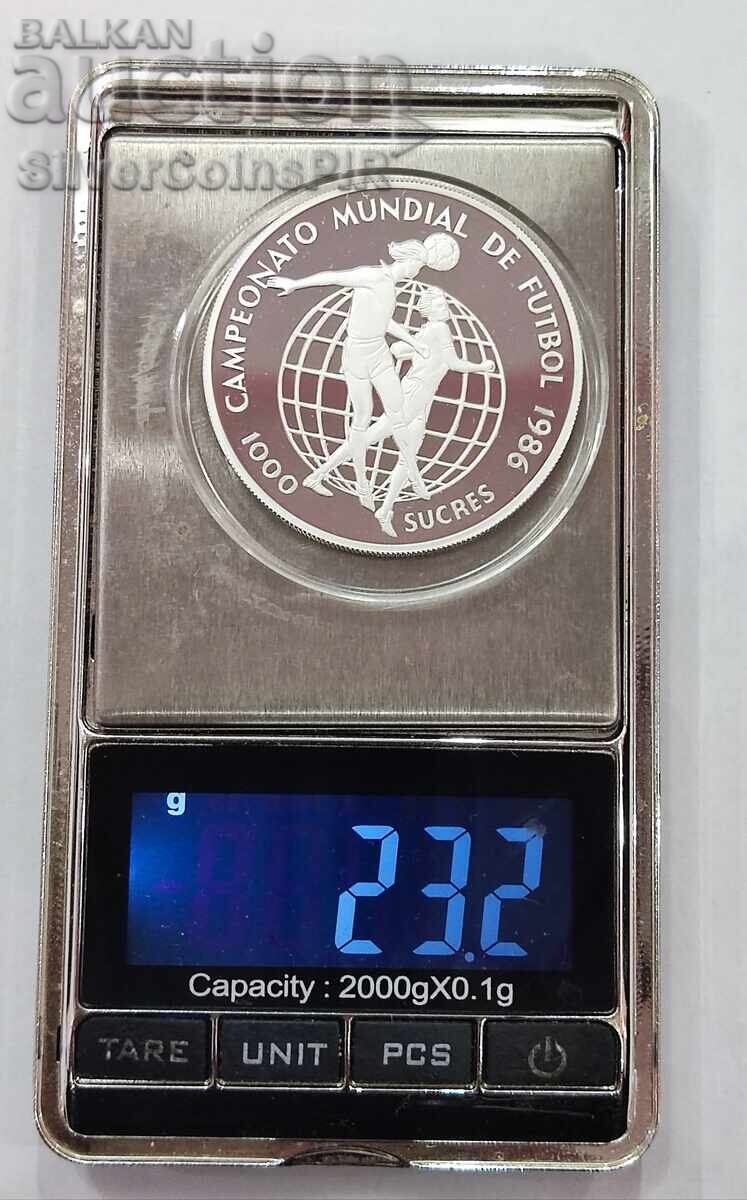 BALKAN
auction
SilverCoinsPIR
CAMPEONATO MUNDIAL DE FUTBOL 1986
1000 SUCRES
g
23.2
Capacity : 2000gX0.1g
TARE UNIT PCS